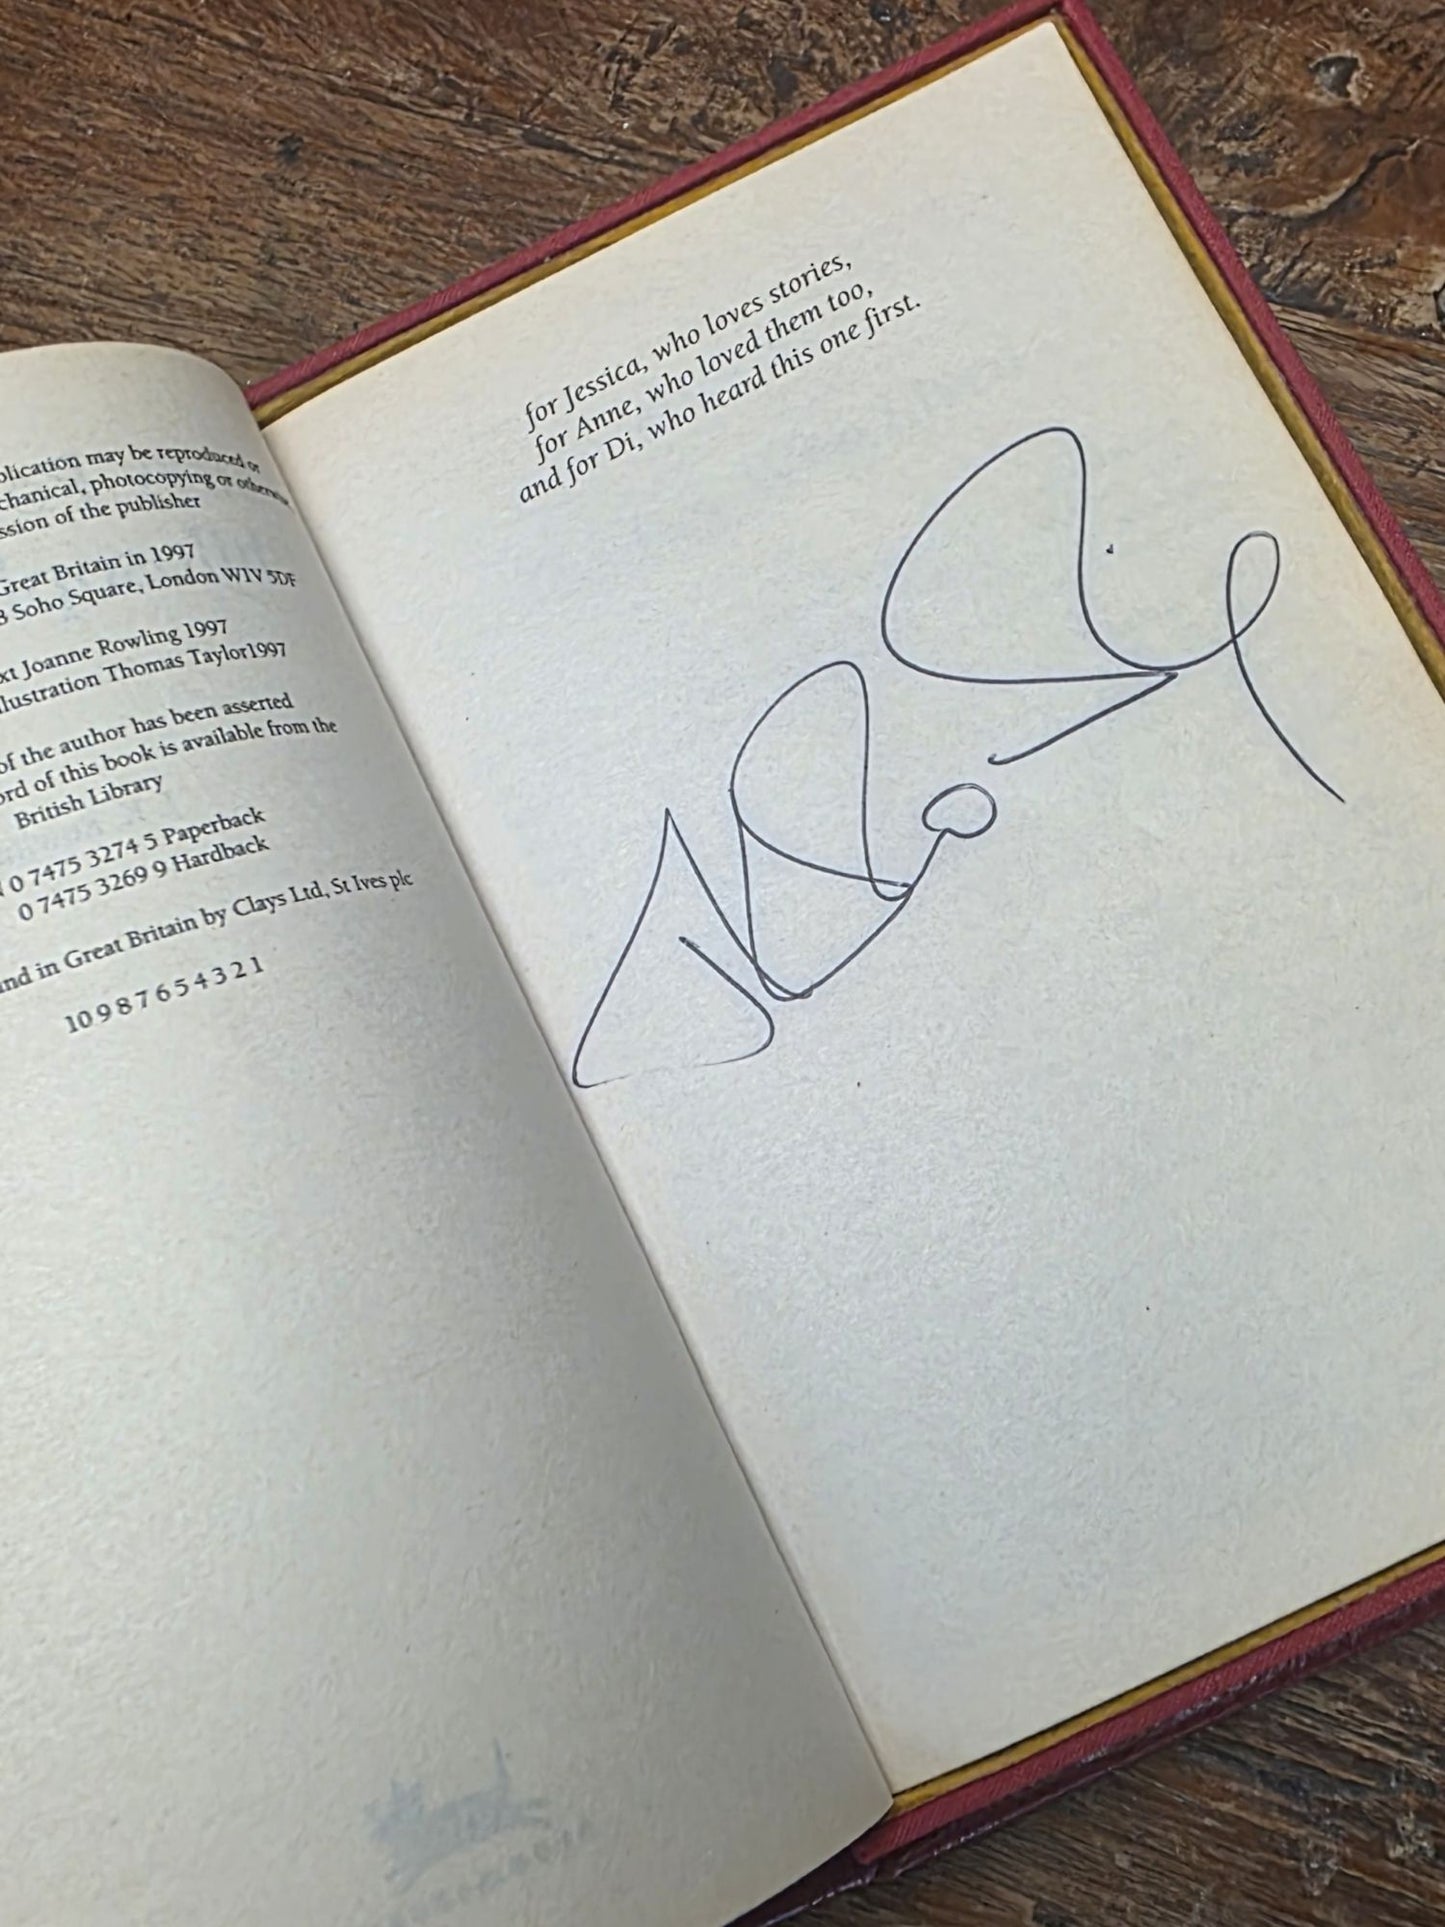 blication may be reproduced or
chanical, photocopying or otherwise
ssion of the publisher
Great Britain in 1997
8 Soho Square, London W1V 5DF
xt Joanne Rowling 1997
llustration Thomas Taylor1997
of the author has been asserted
ord of this book is available from the
British Library
0 7475 3274 5 Paperback
0 7475 3269 9 Hardback
nd in Great Britain by Clays Ltd, St Ives plc
10 9 8 7 6 5 4 3 2 1
for Jessica, who loves stories,
for Anne, who loved them too,
and for Di, who heard this one first.